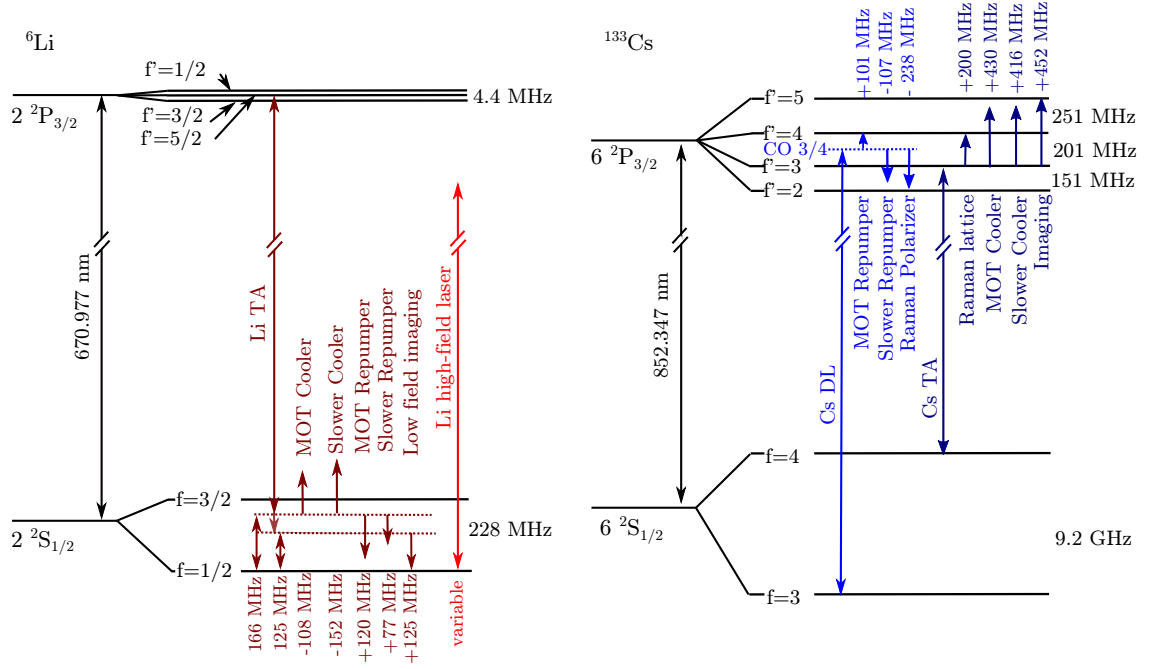 ⁶Li
f'=1/2
2 ²P₃/₂
f'=3/2
f'=5/2
4.4 MHz
670.977 nm
Li TA
MOT Cooler
Slower Cooler
MOT Repumper
Slower Repumper
Low field imaging
Li high-field laser
f=3/2
228 MHz
2 ²S₁/₂
f=1/2
166 MHz
125 MHz
-108 MHz
-152 MHz
+120 MHz
+77 MHz
+125 MHz
variable
¹³³Cs
+101 MHz
-107 MHz
-238 MHz
+200 MHz
+430 MHz
+416 MHz
+452 MHz
f'=5
251 MHz
f'=4
CO 3/4
201 MHz
6 ²P₃/₂
f'=3
151 MHz
f'=2
852.347 nm
MOT Repumper
Slower Repumper
Raman Polarizer
Raman lattice
MOT Cooler
Slower Cooler
Imaging
Cs DL
Cs TA
f=4
6 ²S₁/₂
9.2 GHz
f=3